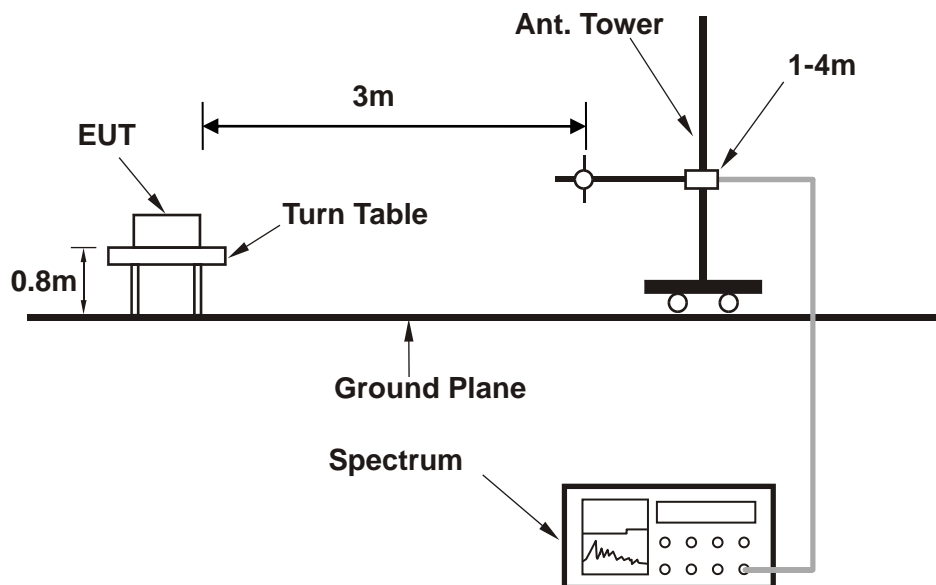 Ant. Tower
1-4m
3m
EUT
Turn Table
0.8m
Ground Plane
Spectrum